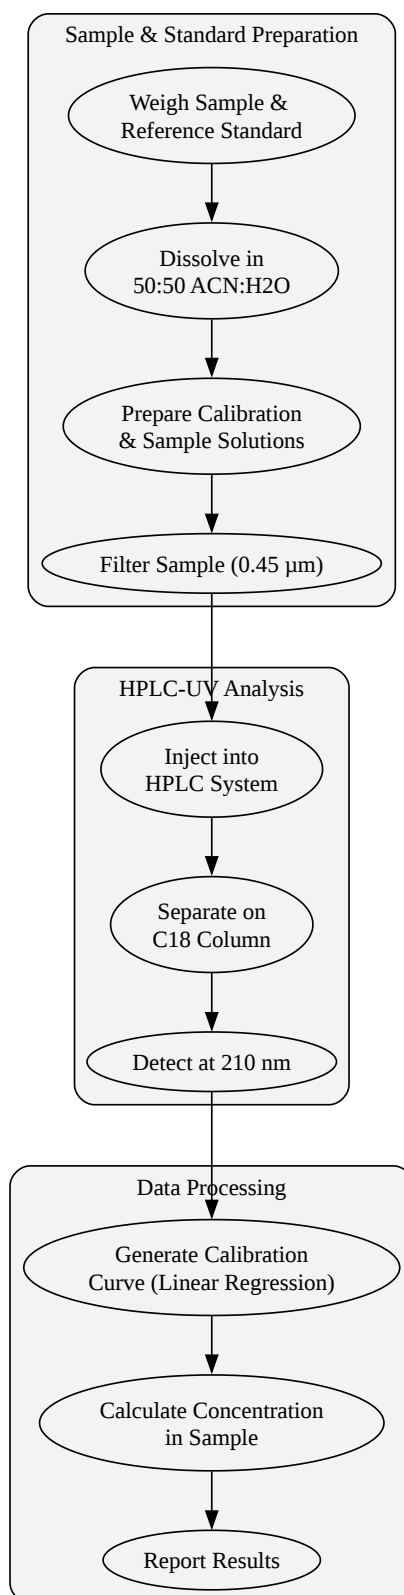 Sample & Standard Preparation
Weigh Sample &
Reference Standard
Dissolve in
50:50 ACN:H2O
Prepare Calibration
& Sample Solutions
Filter Sample (0.45 µm)
HPLC-UV Analysis
Inject into
HPLC System
Separate on
C18 Column
Detect at 210 nm
Data Processing
Generate Calibration
Curve (Linear Regression)
Calculate Concentration
in Sample
Report Results